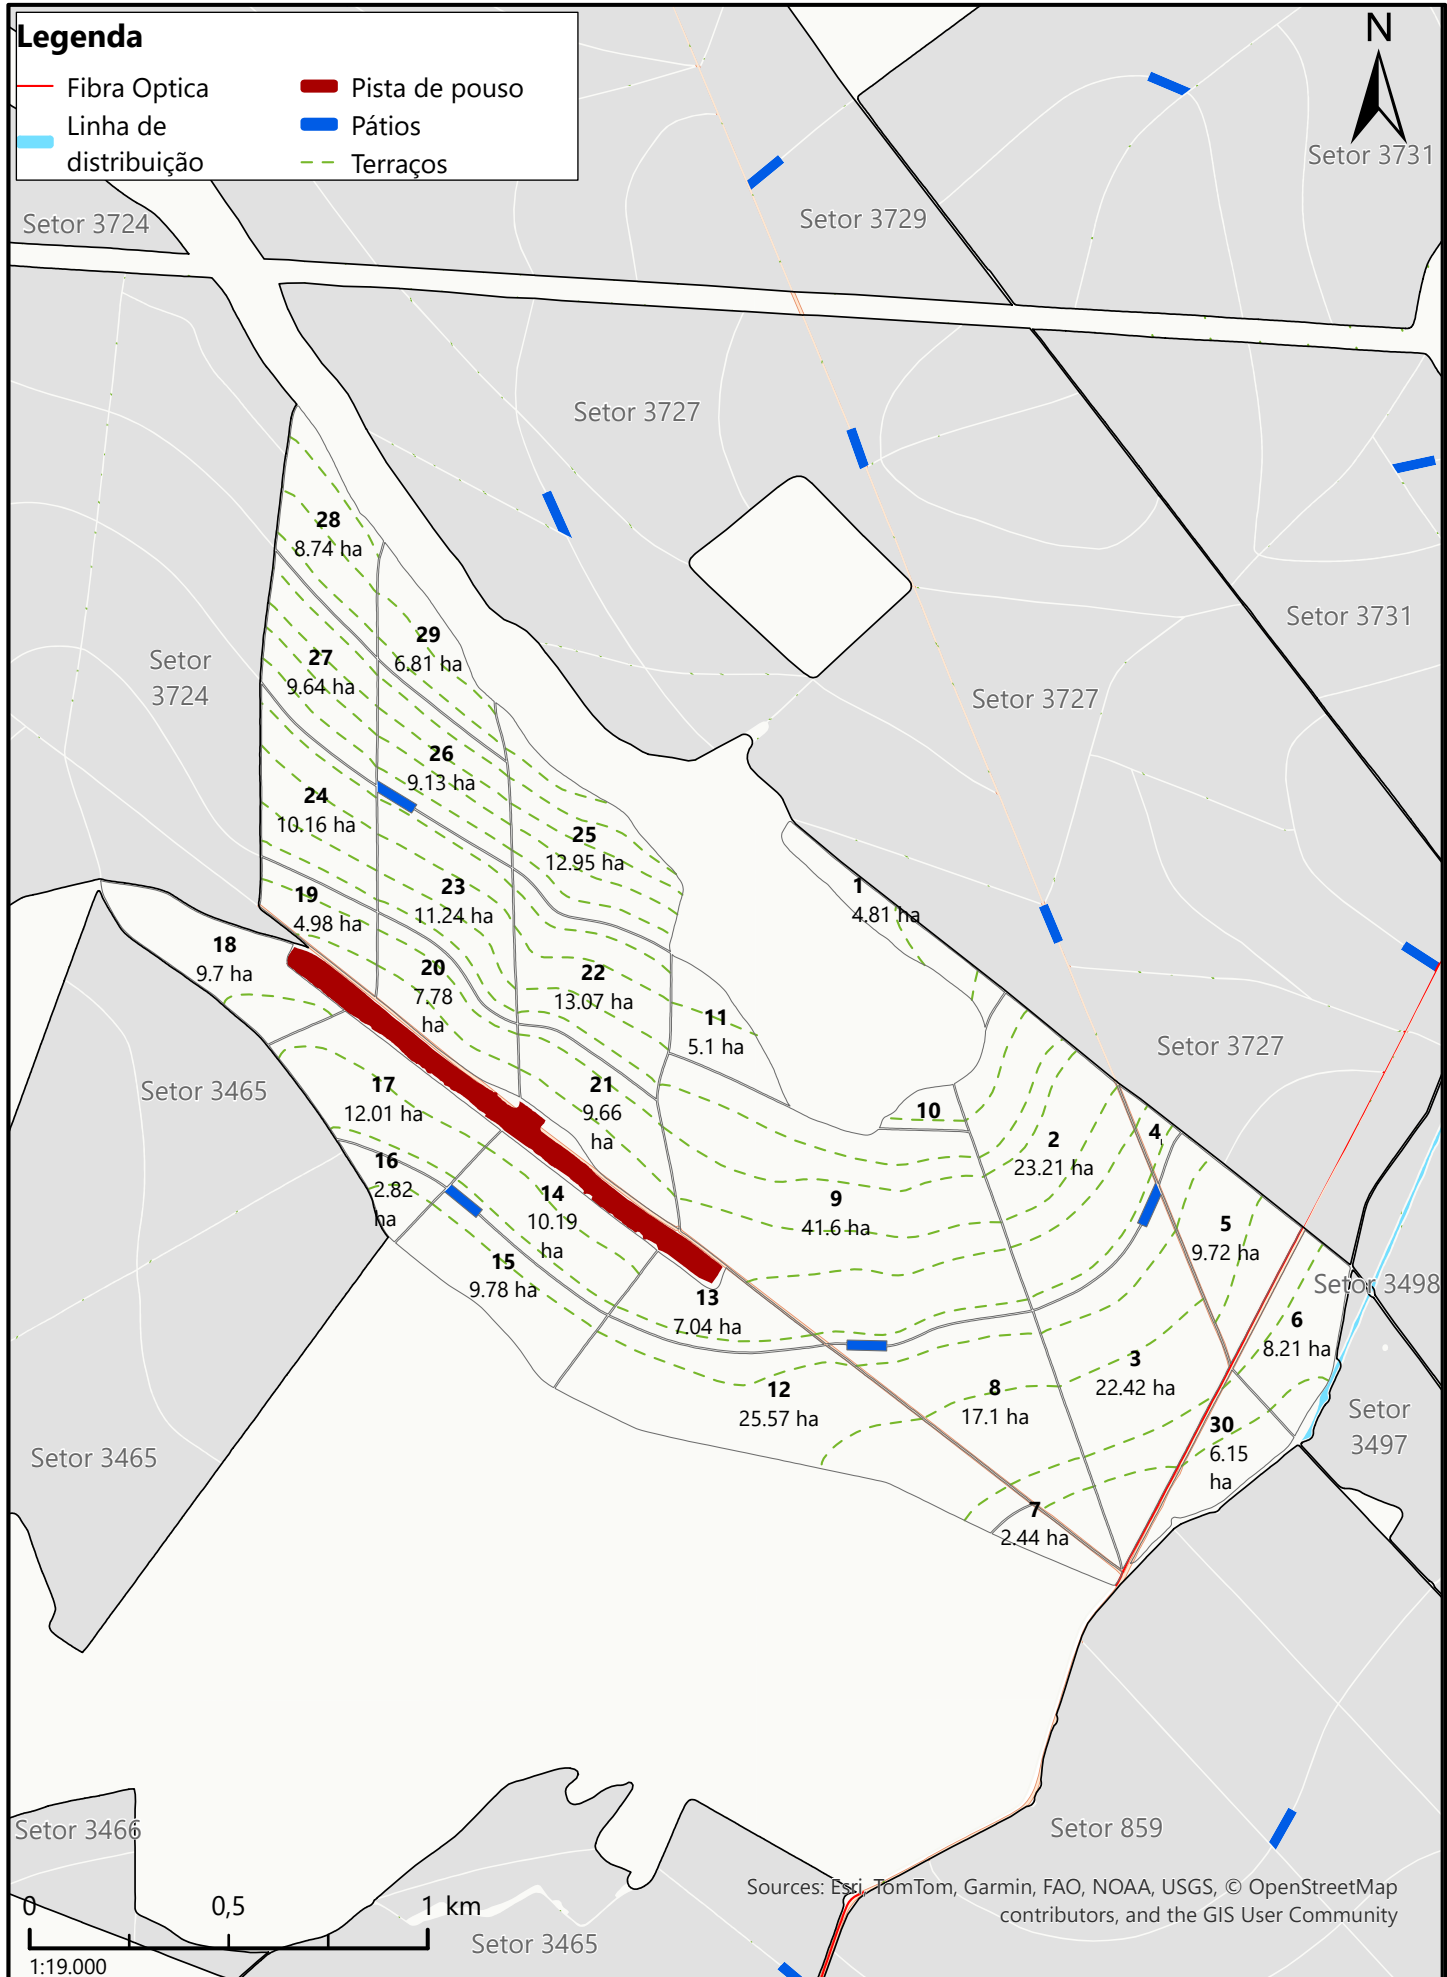 Legenda
Fibra Optica
Linha de
distribuição
Pista de pouso
Pátios
Terraços
N
Setor 3731
Setor 3724
Setor 3729
Setor 3727
28
8.74 ha
29
6.81 ha
Setor 3731
27
9.64 ha
Setor
3724
Setor 3727
26
9.13 ha
24
10.16 ha
25
12.95 ha
23
11.24 ha
1
4.81 ha
19
4.98 ha
18
9.7 ha
20
7.78
ha
22
13.07 ha
11
5.1 ha
Setor 3727
Setor 3465
17
12.01 ha
21
9.66
ha
10
2
23.21 ha
4
16
2.82
ha
14
10.19
ha
9
41.6 ha
5
9.72 ha
15
9.78 ha
13
7.04 ha
Setor 3498
6
8.21 ha
3
22.42 ha
12
25.57 ha
8
17.1 ha
30
6.15
ha
Setor
3497
Setor 3465
7
2.44 ha
Setor 3466
Setor 859
Sources: Esri, TomTom, Garmin, FAO, NOAA, USGS, © OpenStreetMap
contributors, and the GIS User Community
0 0,5 1 km
Setor 3465
1:19.000